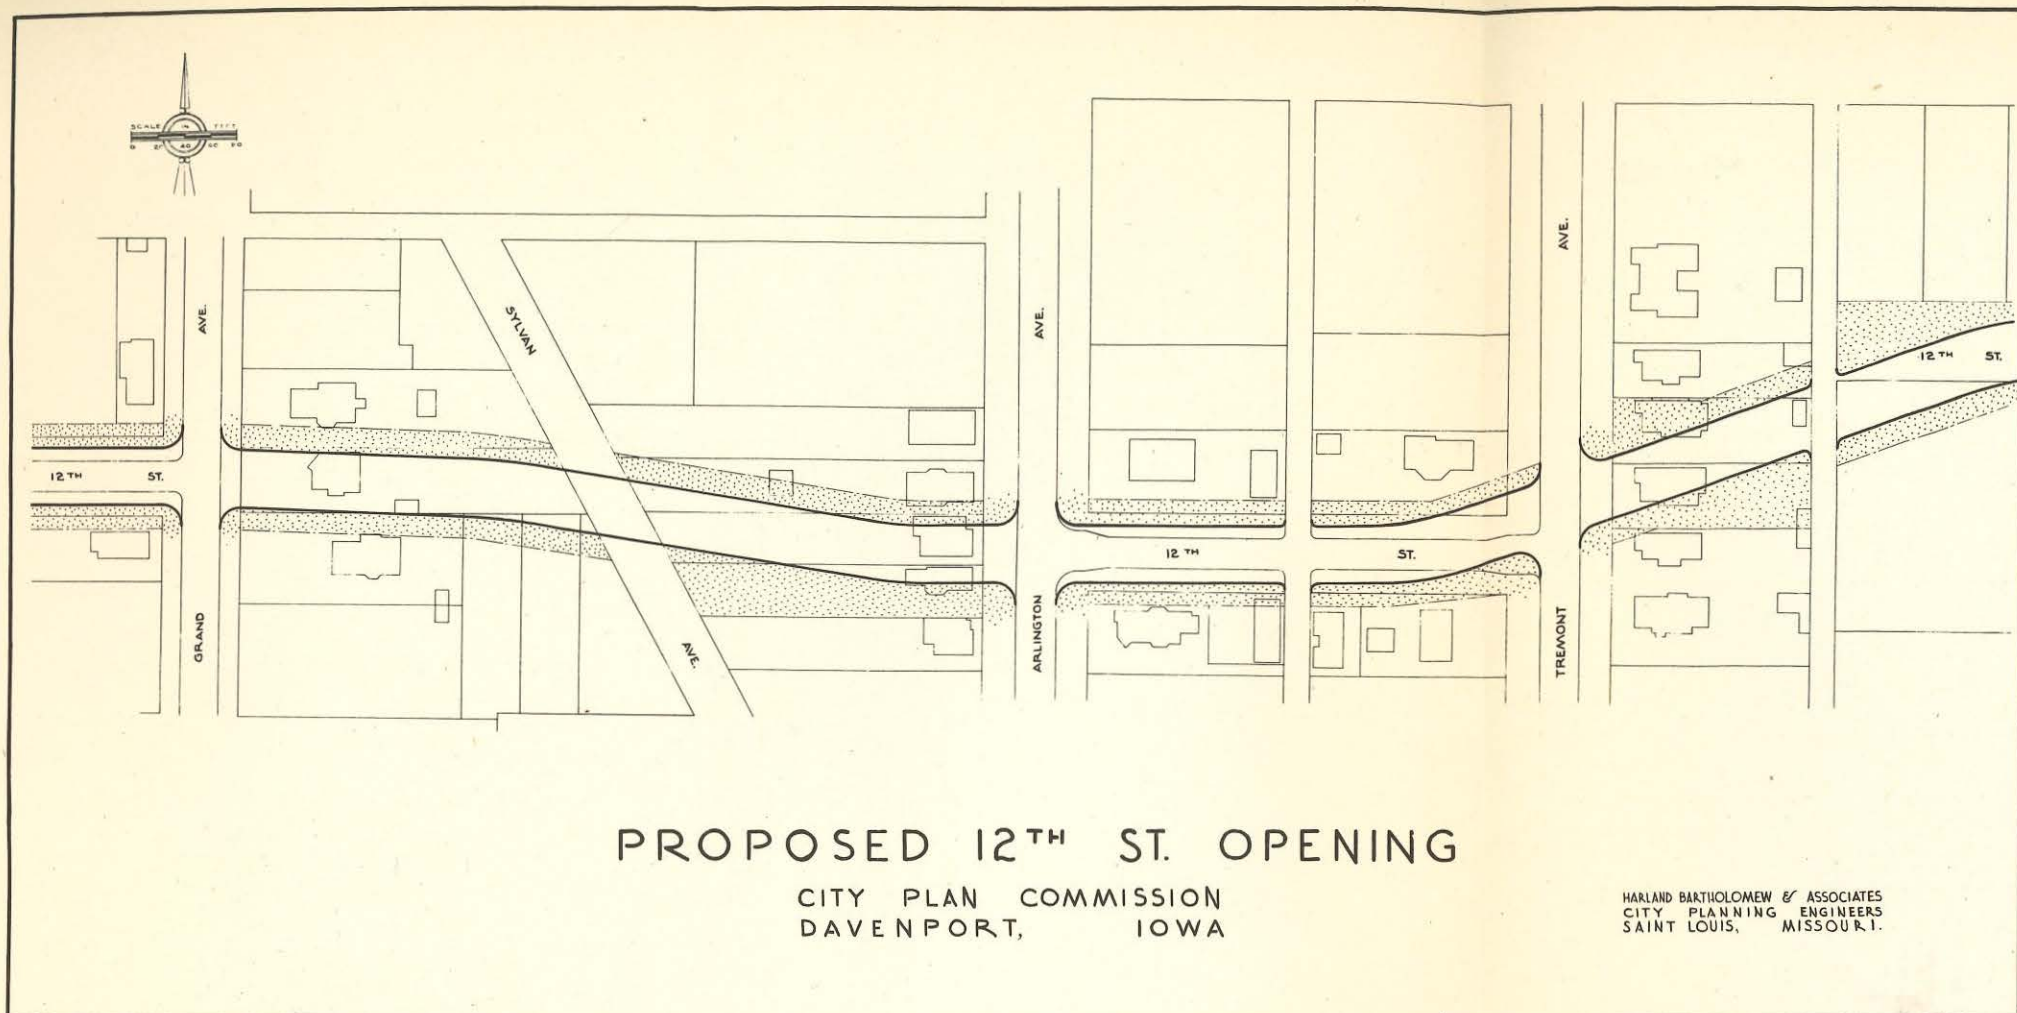 SCALE IN FEET
0 40 60 80
AVE.
SYLVAN
AVE.
AVE.
12TH ST.
12TH ST.
12TH ST.
GRAND
AVE.
ARLINGTON
TREMONT
PROPOSED 12TH ST. OPENING
CITY PLAN COMMISSION
DAVENPORT, IOWA
HARLAND BARTHOLOMEW & ASSOCIATES
CITY PLANNING ENGINEERS
SAINT LOUIS, MISSOURI.